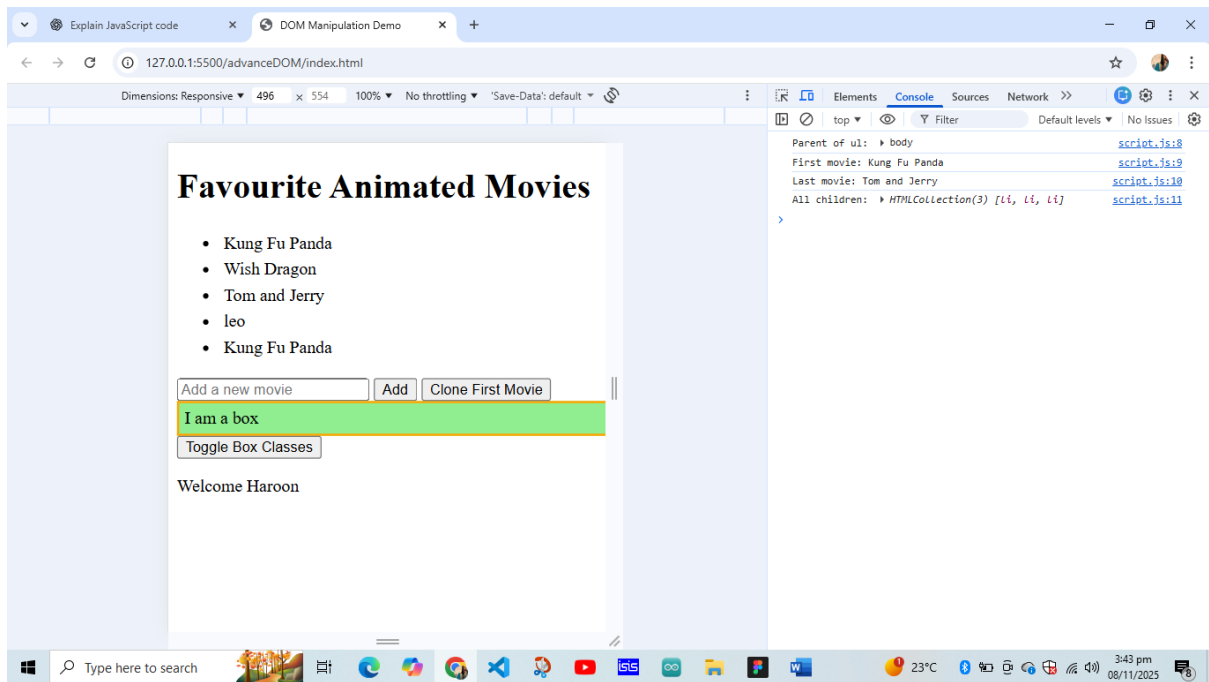 Explain JavaScript code
DOM Manipulation Demo
127.0.0.1:5500/advanceDOM/index.html
Dimensions: Responsive 496 x 554 100% No throttling 'Save-Data': default
Elements Console Sources Network
top Filter Default levels No Issues
Parent of ul: body script.js:8
First movie: Kung Fu Panda script.js:9
Last movie: Tom and Jerry script.js:10
All children: HTMLCollection(3) [li, li, li] script.js:11
Favourite Animated Movies
Kung Fu Panda
Wish Dragon
Tom and Jerry
leo
Kung Fu Panda
Add a new movie Add Clone First Movie
I am a box
Toggle Box Classes
Welcome Haroon
Type here to search
23°C
3:43 pm
08/11/2025
8